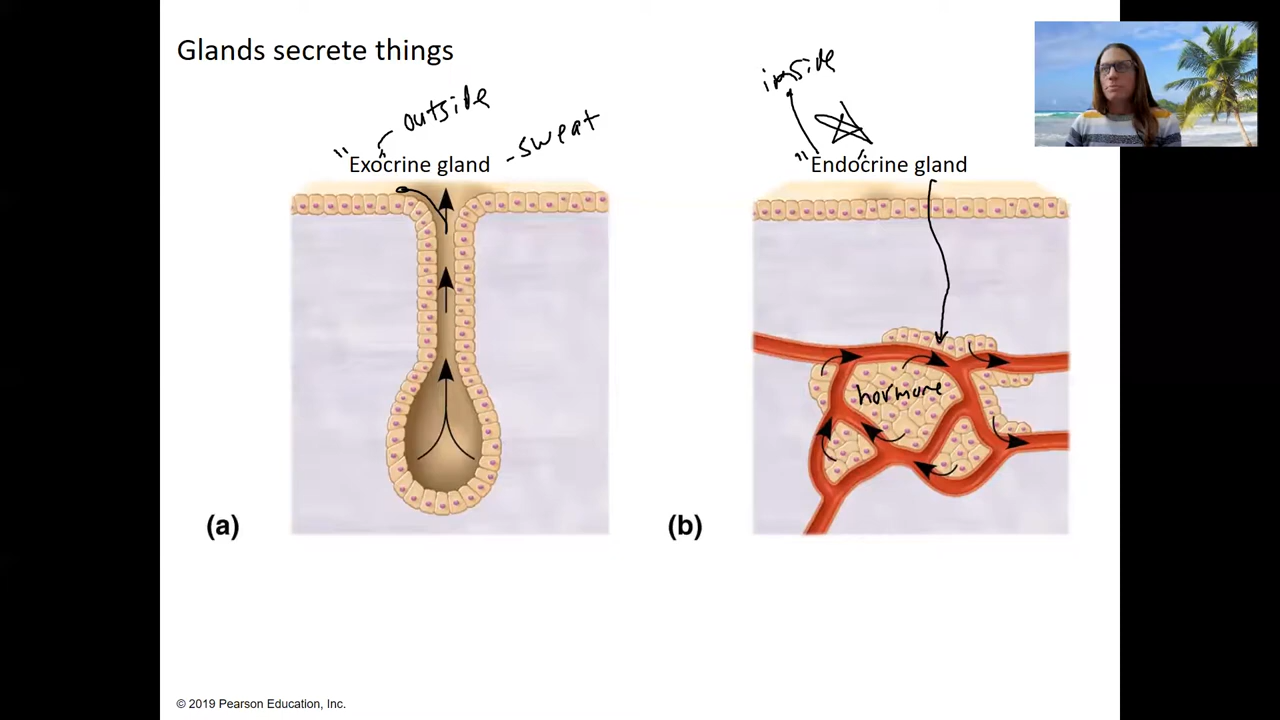 Glands secrete things
outside
inside
- sweat
" Exocrine gland
" Endocrine gland
hormone
(a)
(b)
© 2019 Pearson Education, Inc.